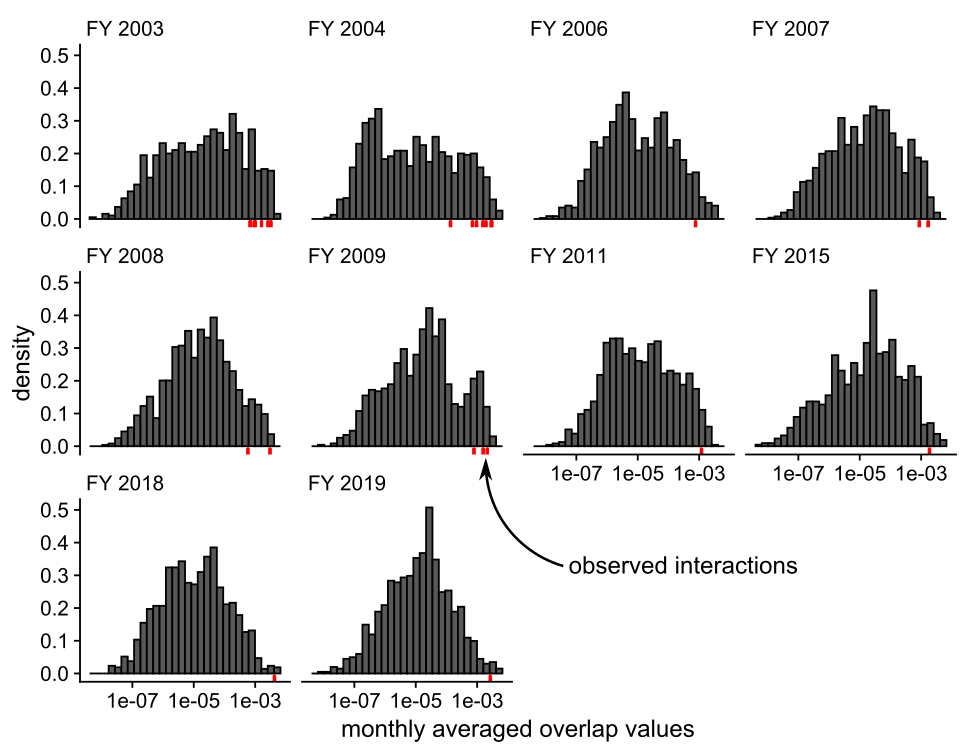 FY 2003 FY 2004 FY 2006 FY 2007
0.5
0.4
0.3
0.2
0.1
0.0
FY 2008 FY 2009 FY 2011 FY 2015
density
0.5
0.4
0.3
0.2
0.1
0.0
1e-07 1e-05 1e-03 1e-07 1e-05 1e-03
FY 2018 FY 2019
0.5
0.4
0.3
0.2
0.1
0.0
observed interactions
1e-07 1e-05 1e-03 1e-07 1e-05 1e-03
monthly averaged overlap values